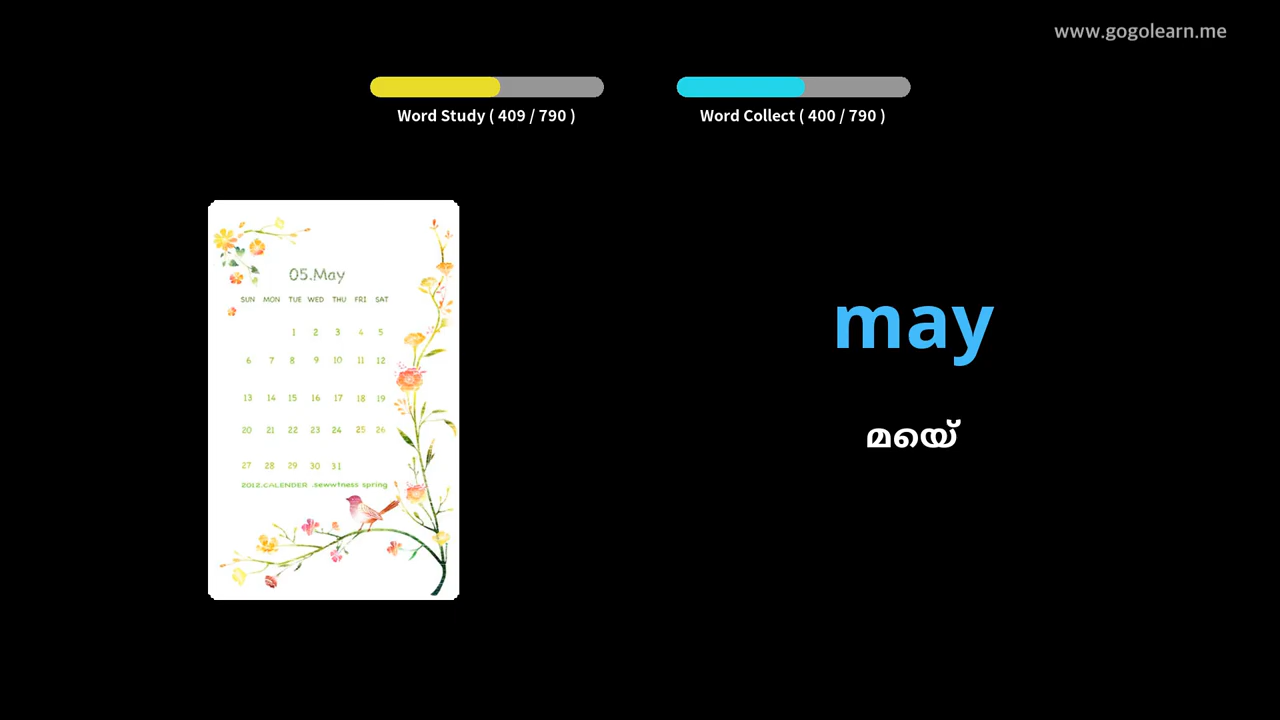 www.gogolearn.me
Word Study ( 409 / 790 )
Word Collect ( 400 / 790 )
05.May
SUN MON TUE WED THU FRI SAT
1 2 3 4 5
6 7 8 9 10 11 12
13 14 15 16 17 18 19
20 21 22 23 24 25 26
27 28 29 30 31
2012.CALENDER .sewwtness spring
may
മയെ്